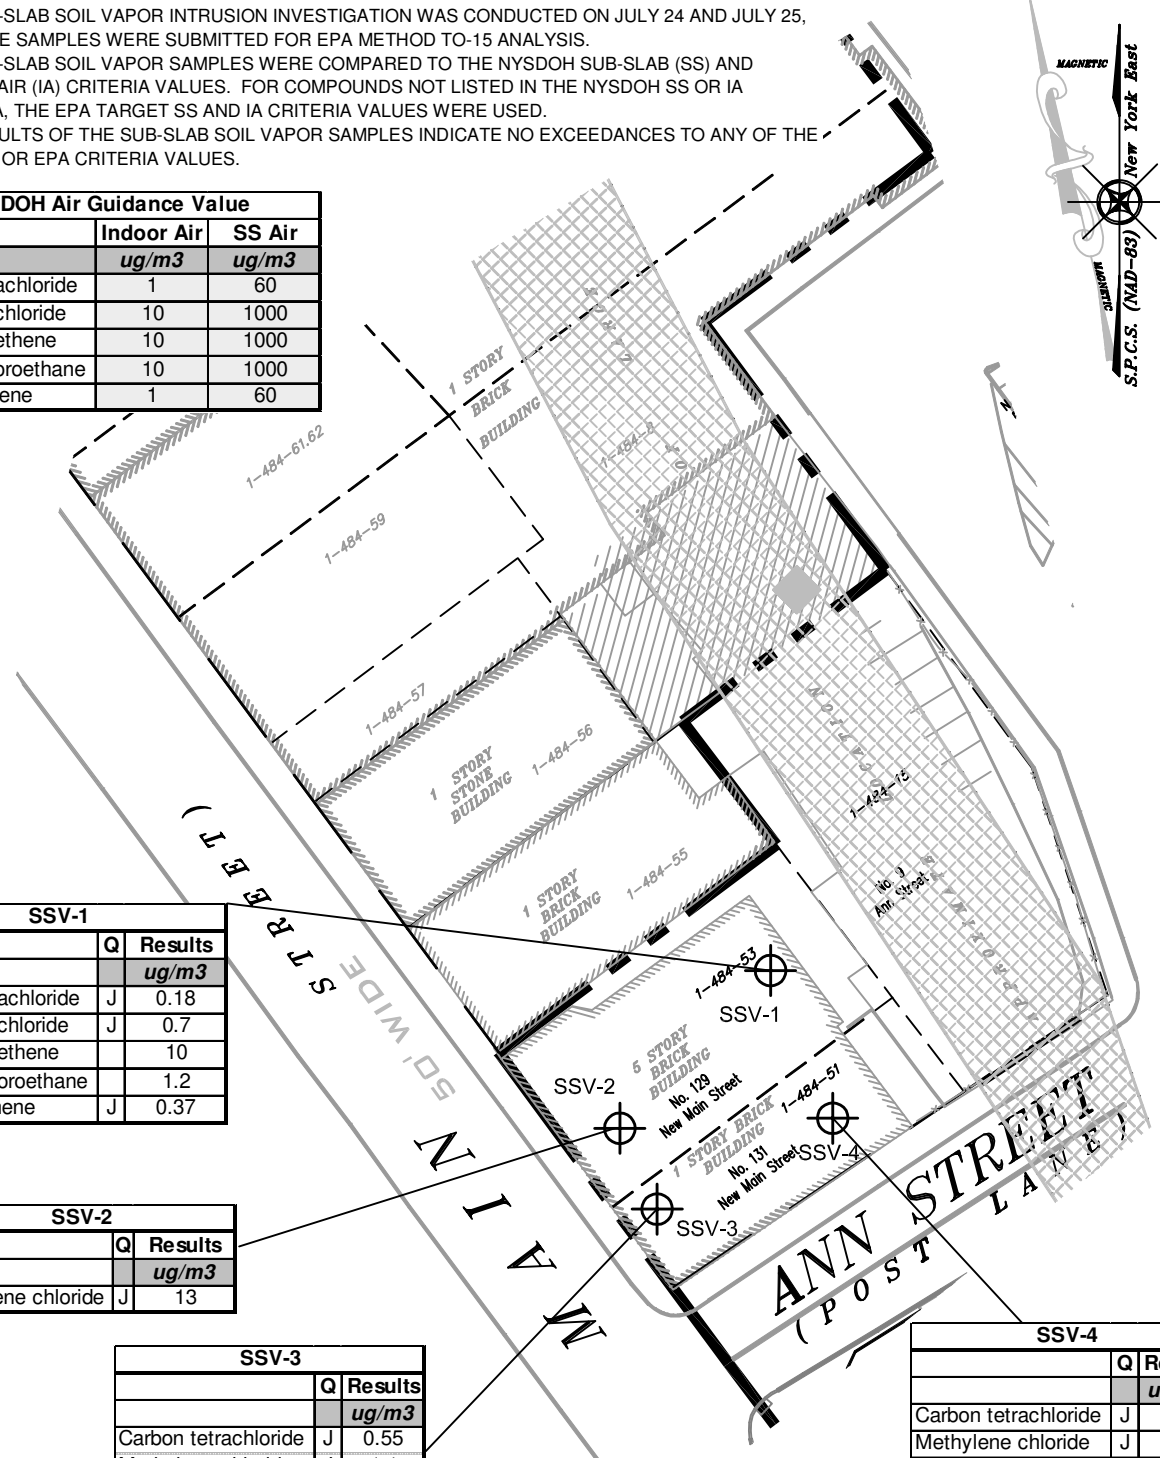 -SLAB SOIL VAPOR INTRUSION INVESTIGATION WAS CONDUCTED ON JULY 24 AND JULY 25,
E SAMPLES WERE SUBMITTED FOR EPA METHOD TO-15 ANALYSIS.
-SLAB SOIL VAPOR SAMPLES WERE COMPARED TO THE NYSDOH SUB-SLAB (SS) AND
AIR (IA) CRITERIA VALUES. FOR COMPOUNDS NOT LISTED IN THE NYSDOH SS OR IA
A, THE EPA TARGET SS AND IA CRITERIA VALUES WERE USED.
ULTS OF THE SUB-SLAB SOIL VAPOR SAMPLES INDICATE NO EXCEEDANCES TO ANY OF THE
OR EPA CRITERIA VALUES.
DOH Air Guidance Value
Indoor Air SS Air
ug/m3 ug/m3
achloride 1 60
chloride 10 1000
ethene 10 1000
oroethane 10 1000
ene 1 60
MAGNETIC
MAGNETIC
S.P.C.S. (NAD-83) New York East
1 STORY
BRICK
BUILDING
1-484-61,62
1-484-8
1-484-59
1-484-57
1 STORY
STONE
BUILDING
1-484-56
1 STORY
BRICK
BUILDING
1-484-55
1-484-15
No. 9
Ann Street
APPROXIMATE
LOCATION
OF
1-484-53
SSV-1
5 STORY
BRICK
BUILDING
No. 129
New Main Street
SSV-2
1-484-51
1 STORY BRICK
BUILDING
No. 131
New Main Street
SSV-4
SSV-3
MAIN STREET)
50' WIDE
ANN STREET
(POST LANE)
SSV-1
Q Results
ug/m3
achloride J 0.18
chloride J 0.7
ethene 10
oroethane 1.2
ene J 0.37
SSV-2
Q Results
ug/m3
ene chloride J 13
SSV-3
Q Results
ug/m3
Carbon tetrachloride J 0.55
SSV-4
Q Re
u
Carbon tetrachloride J
Methylene chloride J